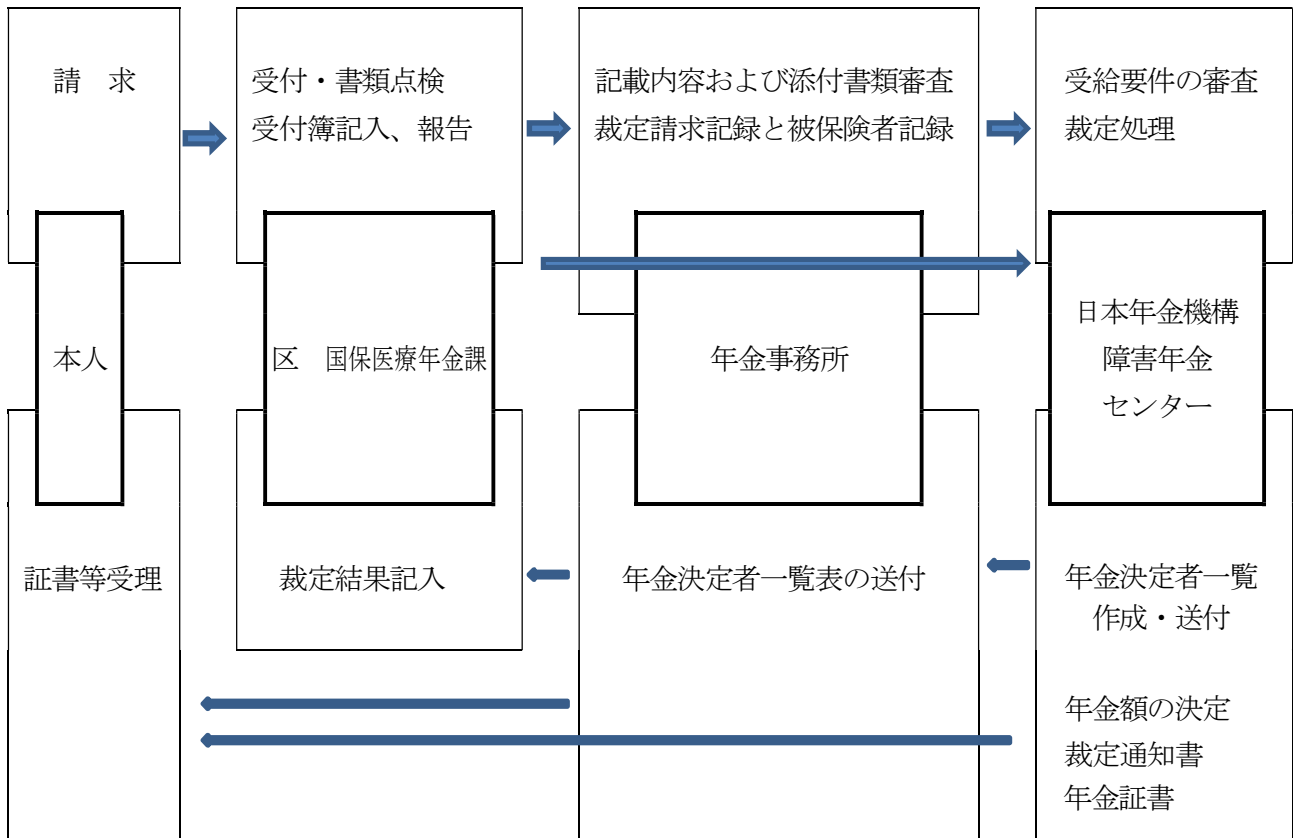 請　求
受付・書類点検
受付簿記入、報告
記載内容および添付書類審査
裁定請求記録と被保険者記録
受給要件の審査
裁定処理
本人
区　国保医療年金課
年金事務所
日本年金機構
障害年金
センター
証書等受理
裁定結果記入
年金決定者一覧表の送付
年金決定者一覧
作成・送付
年金額の決定
裁定通知書
年金証書